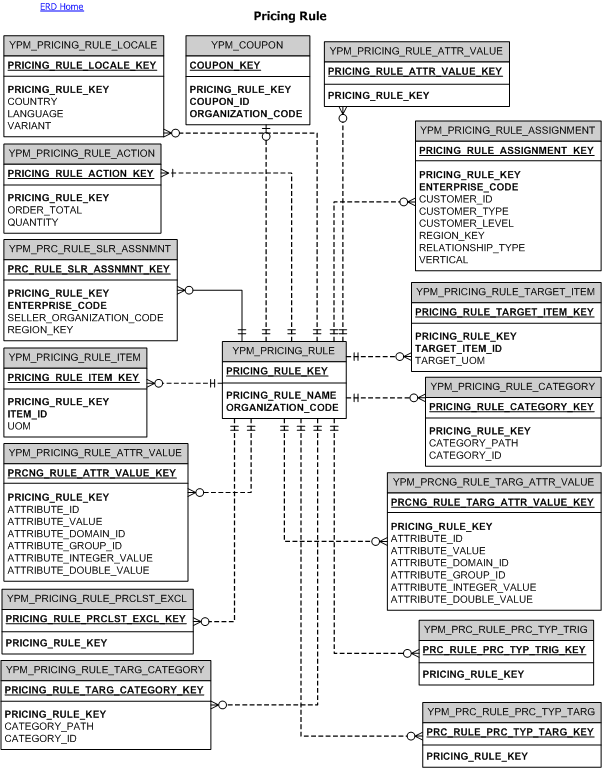 ERD Home
Pricing Rule
YPM_PRICING_RULE_LOCALE
PRICING_RULE_LOCALE_KEY
PRICING_RULE_KEY
COUNTRY
LANGUAGE
VARIANT
YPM_COUPON
COUPON_KEY
PRICING_RULE_KEY
COUPON_ID
ORGANIZATION_CODE
YPM_PRICING_RULE_ATTR_VALUE
PRICING_RULE_ATTR_VALUE_KEY
PRICING_RULE_KEY
YPM_PRICING_RULE_ASSIGNMENT
PRICING_RULE_ASSIGNMENT_KEY
PRICING_RULE_KEY
ENTERPRISE_CODE
CUSTOMER_ID
CUSTOMER_TYPE
CUSTOMER_LEVEL
REGION_KEY
RELATIONSHIP_TYPE
VERTICAL
YPM_PRICING_RULE_ACTION
PRICING_RULE_ACTION_KEY
PRICING_RULE_KEY
ORDER_TOTAL
QUANTITY
YPM_PRC_RULE_SLR_ASSNMNT
PRC_RULE_SLR_ASSNMNT_KEY
PRICING_RULE_KEY
ENTERPRISE_CODE
SELLER_ORGANIZATION_CODE
REGION_KEY
YPM_PRICING_RULE_TARGET_ITEM
PRICING_RULE_TARGET_ITEM_KEY
PRICING_RULE_KEY
TARGET_ITEM_ID
TARGET_UOM
YPM_PRICING_RULE
PRICING_RULE_KEY
PRICING_RULE_NAME
ORGANIZATION_CODE
YPM_PRICING_RULE_ITEM
PRICING_RULE_ITEM_KEY
PRICING_RULE_KEY
ITEM_ID
UOM
YPM_PRICING_RULE_CATEGORY
PRICING_RULE_CATEGORY_KEY
PRICING_RULE_KEY
CATEGORY_PATH
CATEGORY_ID
YPM_PRICING_RULE_ATTR_VALUE
PRCNG_RULE_ATTR_VALUE_KEY
PRICING_RULE_KEY
ATTRIBUTE_ID
ATTRIBUTE_VALUE
ATTRIBUTE_DOMAIN_ID
ATTRIBUTE_GROUP_ID
ATTRIBUTE_INTEGER_VALUE
ATTRIBUTE_DOUBLE_VALUE
YPM_PRCNG_RULE_TARG_ATTR_VALUE
PRCNG_RULE_TARG_ATTR_VALUE_KEY
PRICING_RULE_KEY
ATTRIBUTE_ID
ATTRIBUTE_VALUE
ATTRIBUTE_DOMAIN_ID
ATTRIBUTE_GROUP_ID
ATTRIBUTE_INTEGER_VALUE
ATTRIBUTE_DOUBLE_VALUE
YPM_PRICING_RULE_PRCLST_EXCL
PRICING_RULE_PRCLST_EXCL_KEY
PRICING_RULE_KEY
YPM_PRC_RULE_PRC_TYP_TRIG
PRC_RULE_PRC_TYP_TRIG_KEY
PRICING_RULE_KEY
YPM_PRICING_RULE_TARG_CATEGORY
PRICING_RULE_TARG_CATEGORY_KEY
PRICING_RULE_KEY
CATEGORY_PATH
CATEGORY_ID
YPM_PRC_RULE_PRC_TYP_TARG
PRC_RULE_PRC_TYP_TARG_KEY
PRICING_RULE_KEY